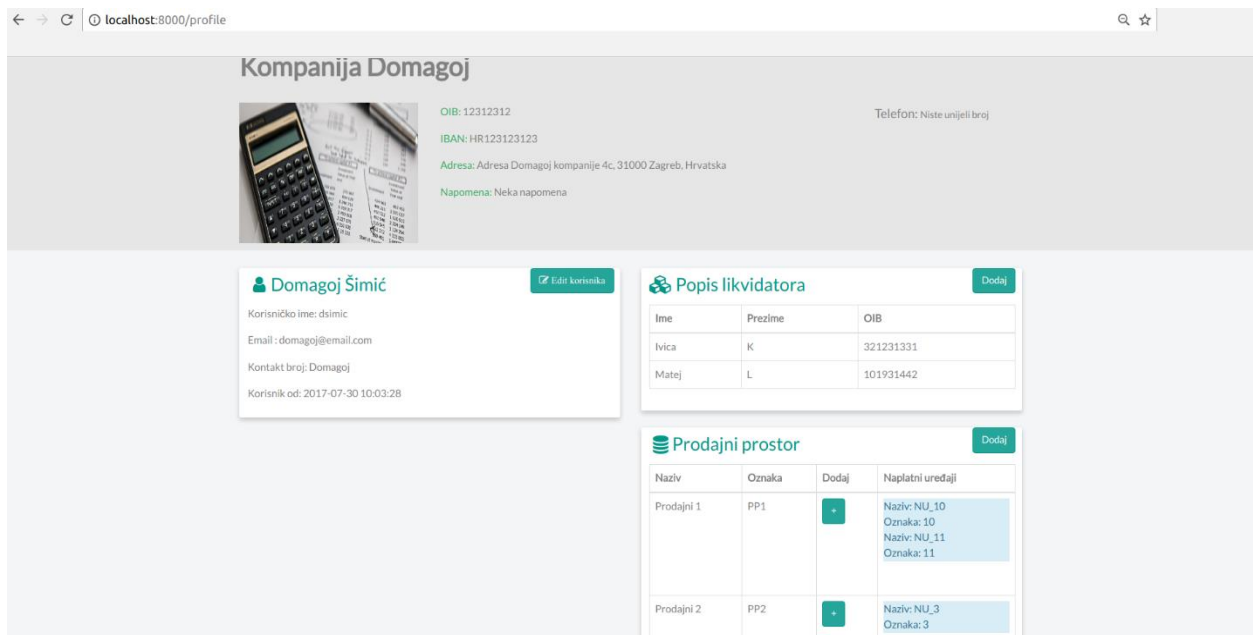 localhost:8000/profile
Kompanija Domagoj
OIB: 12312312
IBAN: HR123123123
Adresa: Adresa Domagoj kompanije 4c, 31000 Zagreb, Hrvatska
Napomena: Neka napomena
Telefon: Niste unijeli broj
Domagoj Šimić
Edit korisnika
Korisničko ime: dsimic
Email : domagoj@email.com
Kontakt broj: Domagoj
Korisnik od: 2017-07-30 10:03:28
Popis likvidatora
Dodaj
Ime Prezime OIB
Ivica K 321231331
Matej L 101931442
Prodajni prostor
Dodaj
Naziv Oznaka Dodaj Naplatni uređaji
Prodajni 1 PP1 + Naziv: NU_10
Oznaka: 10
Naziv: NU_11
Oznaka: 11
Prodajni 2 PP2 + Naziv: NU_3
Oznaka: 3